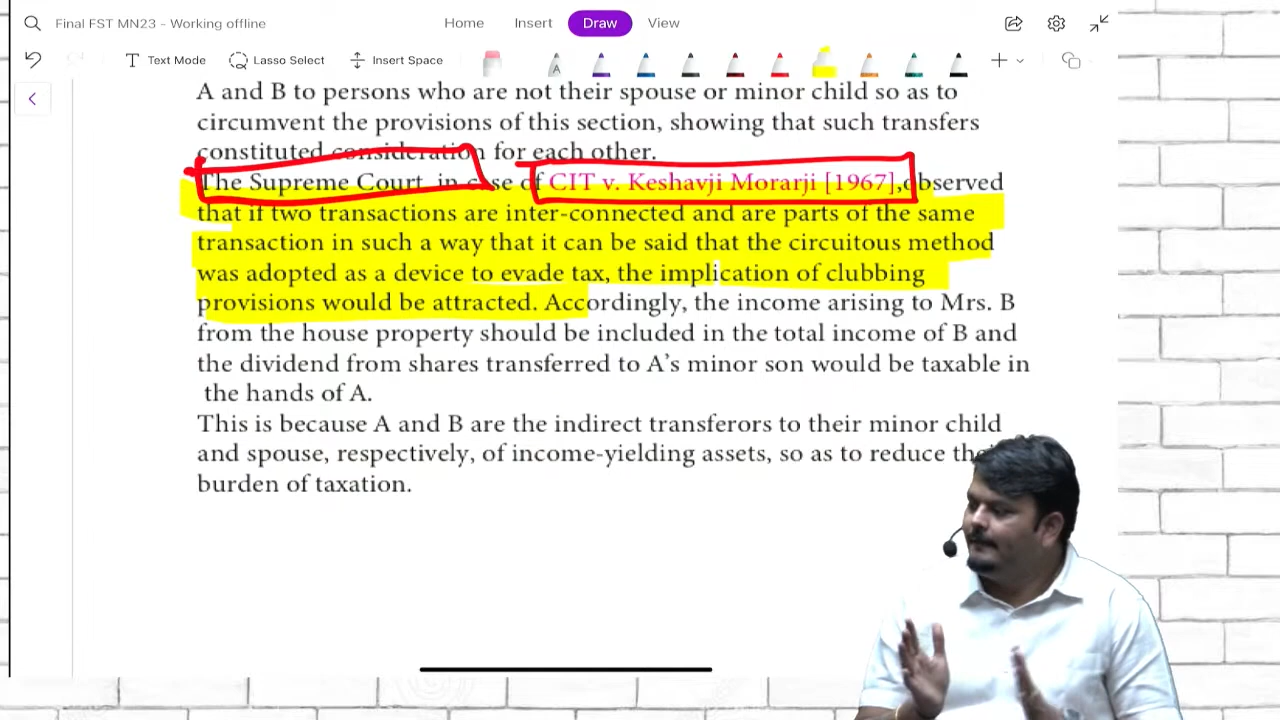 Final FST MN23 - Working offline
Home Insert Draw View
Text Mode Lasso Select Insert Space
A
A and B to persons who are not their spouse or minor child so as to
circumvent the provisions of this section, showing that such transfers
constituted consideration for each other.
The Supreme Court, in case of CIT v. Keshavji Morarji [1967],observed
that if two transactions are inter-connected and are parts of the same
transaction in such a way that it can be said that the circuitous method
was adopted as a device to evade tax, the implication of clubbing
provisions would be attracted. Accordingly, the income arising to Mrs. B
from the house property should be included in the total income of B and
the dividend from shares transferred to A’s minor son would be taxable in
the hands of A.
This is because A and B are the indirect transferors to their minor child
and spouse, respectively, of income-yielding assets, so as to reduce
burden of taxation.